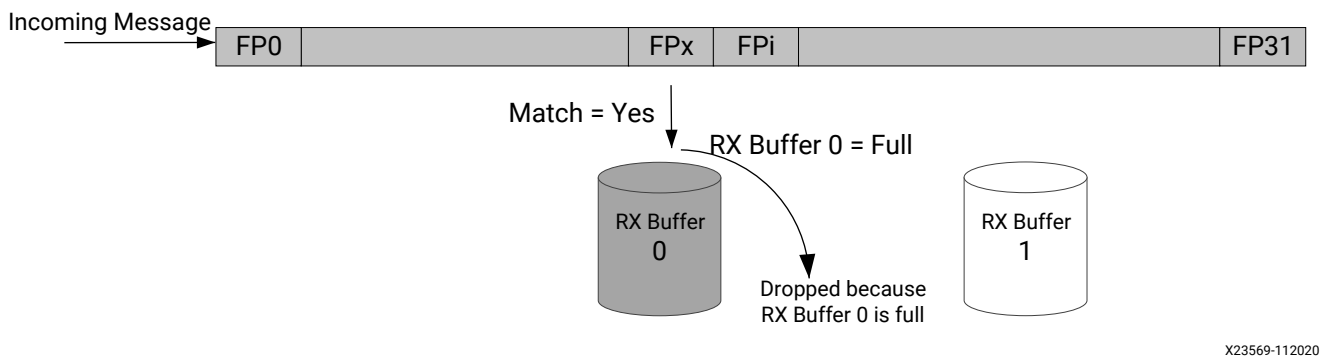 Incoming Message
FP0 FPx FPi FP31
Match = Yes
RX Buffer 0 = Full
RX Buffer
0
RX Buffer
1
Dropped because
RX Buffer 0 is full
X23569-112020